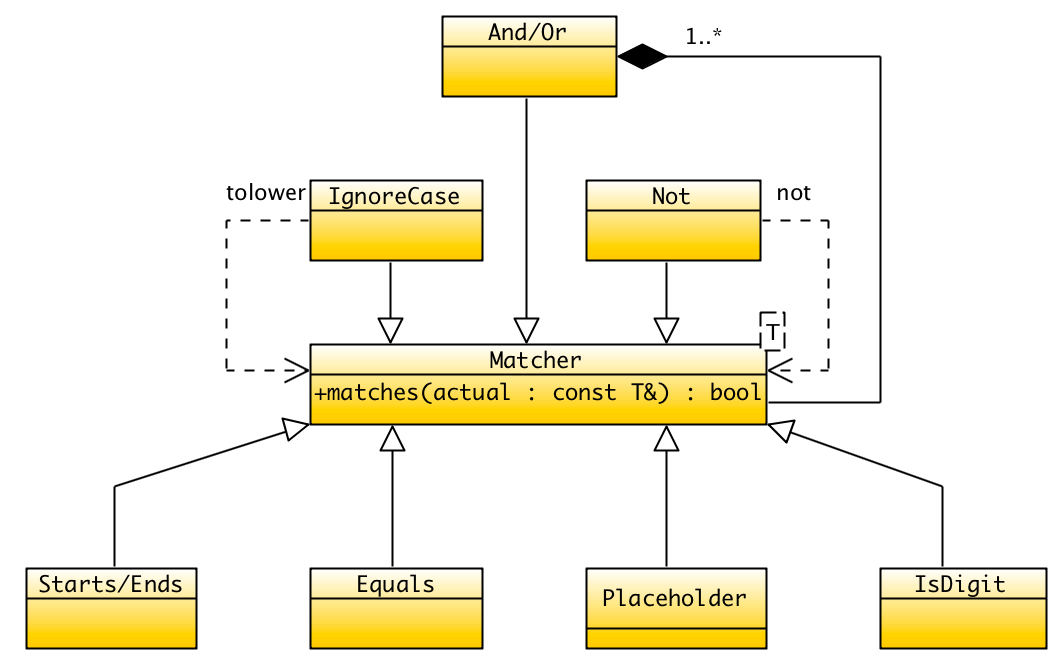 And/Or
1..*
tolower
IgnoreCase
Not
not
T
Matcher
+matches(actual : const T&) : bool
Starts/Ends
Equals
Placeholder
IsDigit